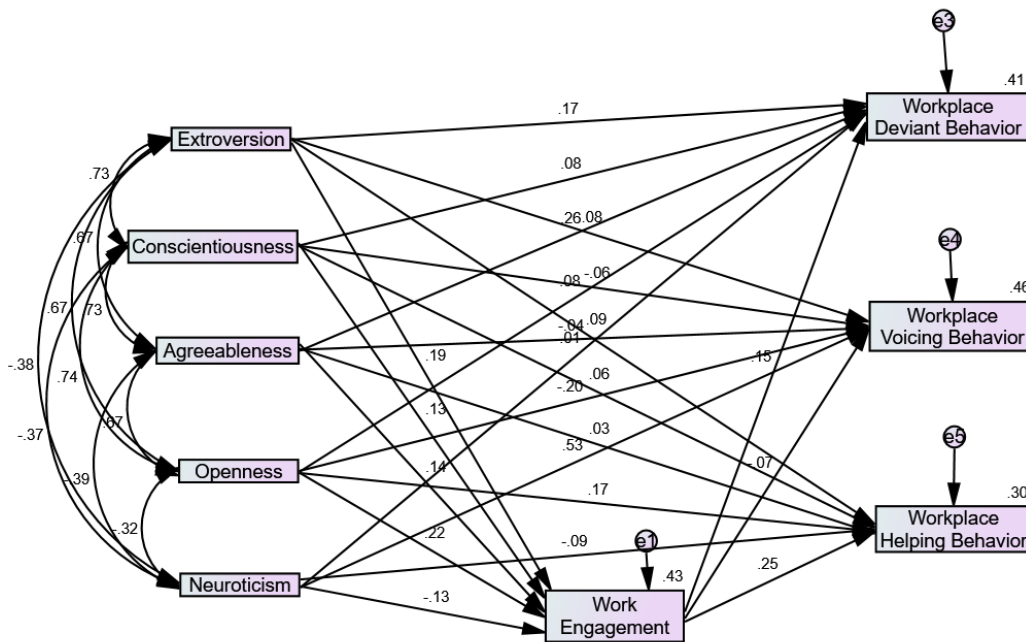 e3
.41
Workplace
Deviant Behavior
.17
Extroversion
.73
.08
.26
.08
e4
.67
Conscientiousness
.46
.08
-.06
Workplace
Voicing Behavior
.67
.73
.09
-.04
.01
Agreeableness
.19
.15
-.38
.74
.06
-.20
.13
.67
.03
.53
e5
-.37
-.39
.14
-.07
Openness
.17
.30
Workplace
Helping Behavior
-.32
.22
e1
-.09
.25
Neuroticism
.43
-.13
Work
Engagement